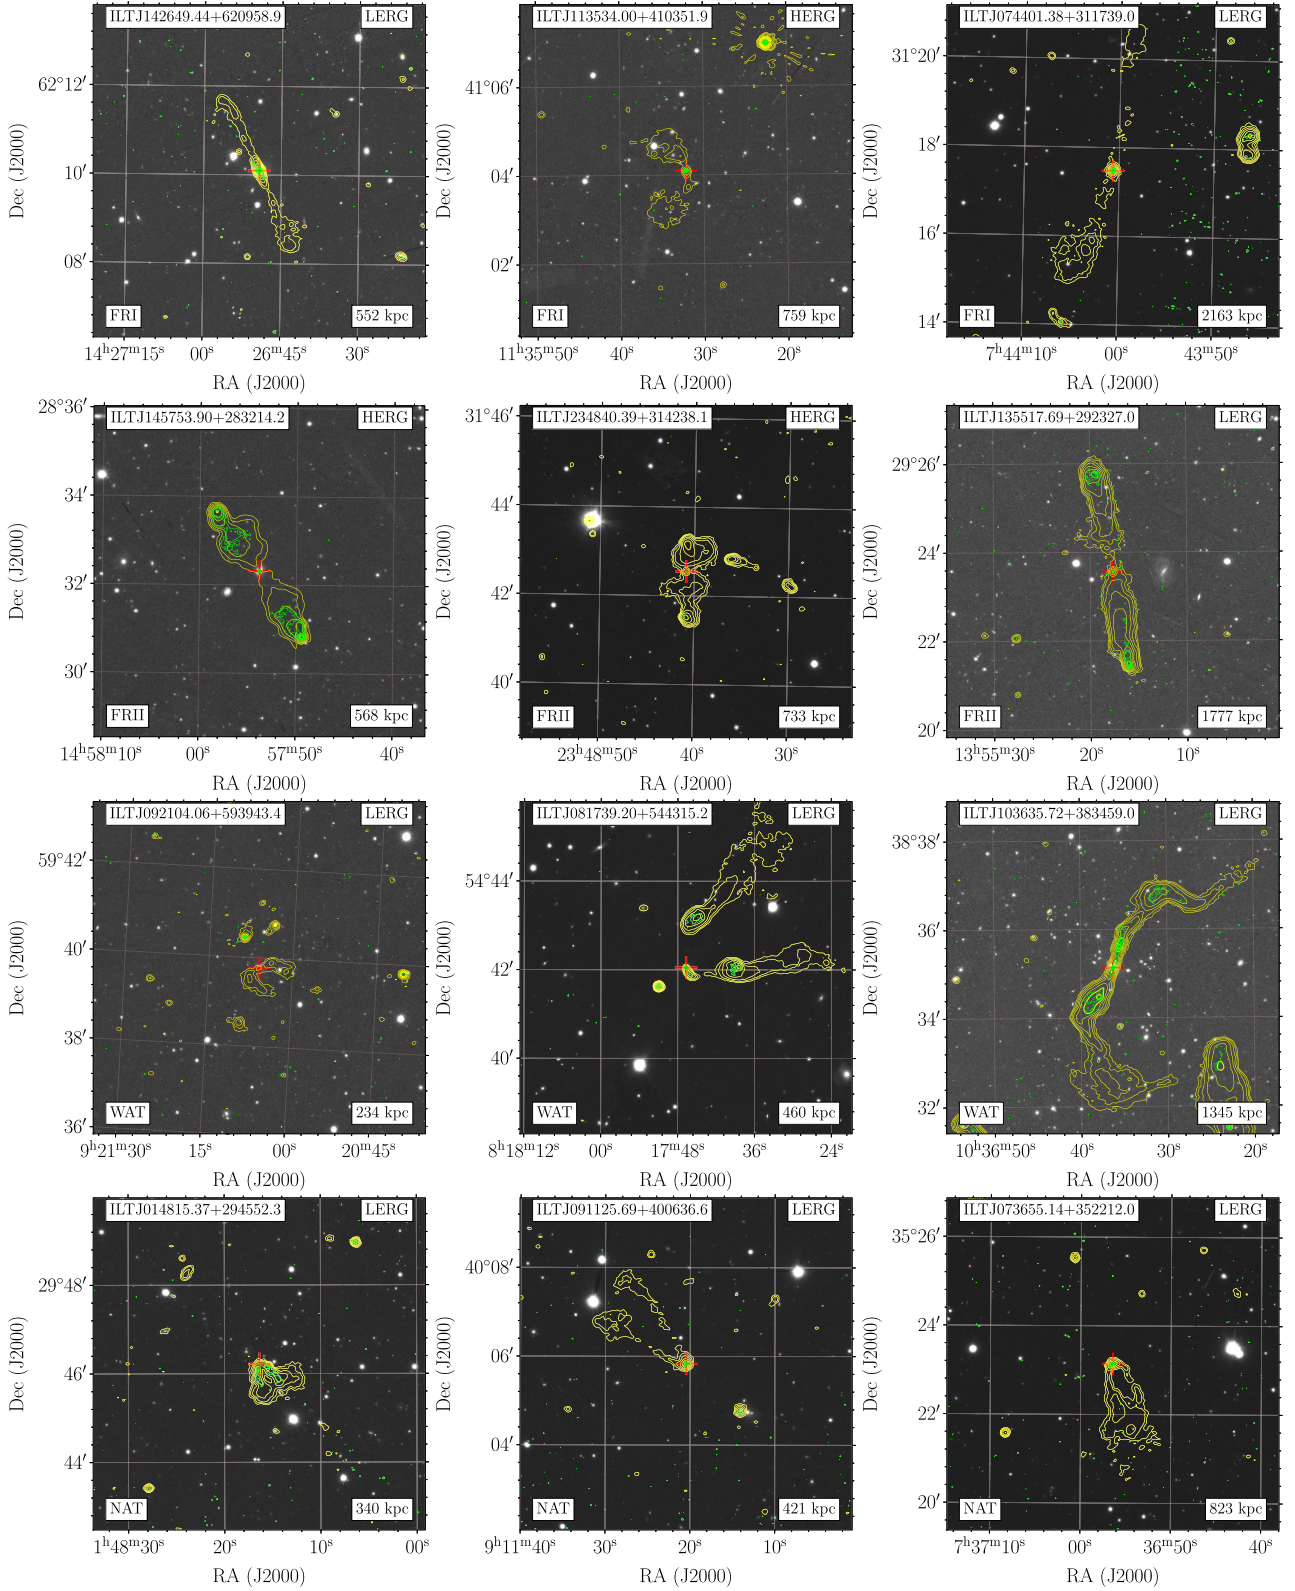 ILTJ142649.44+620958.9 LERG
62°12′
10′
08′
Dec (J2000)
FRI 552 kpc
14ʰ27ᵐ15ˢ 00ˢ 26ᵐ45ˢ 30ˢ
RA (J2000)
ILTJ113534.00+410351.9 HERG
41°06′
04′
02′
Dec (J2000)
FRI 759 kpc
11ʰ35ᵐ50ˢ 40ˢ 30ˢ 20ˢ
RA (J2000)
ILTJ074401.38+311739.0 LERG
31°20′
18′
16′
14′
Dec (J2000)
FRI 2163 kpc
7ʰ44ᵐ10ˢ 00ˢ 43ᵐ50ˢ
RA (J2000)
ILTJ145753.90+283214.2 HERG
28°36′
34′
32′
30′
Dec (J2000)
FRII 568 kpc
14ʰ58ᵐ10ˢ 00ˢ 57ᵐ50ˢ 40ˢ
RA (J2000)
ILTJ234840.39+314238.1 HERG
31°46′
44′
42′
40′
Dec (J2000)
FRII 733 kpc
23ʰ48ᵐ50ˢ 40ˢ 30ˢ
RA (J2000)
ILTJ135517.69+292327.0 LERG
29°26′
24′
22′
20′
Dec (J2000)
FRII 1777 kpc
13ʰ55ᵐ30ˢ 20ˢ 10ˢ
RA (J2000)
ILTJ092104.06+593943.4 LERG
59°42′
40′
38′
36′
Dec (J2000)
WAT 234 kpc
9ʰ21ᵐ30ˢ 15ˢ 00ˢ 20ᵐ45ˢ
RA (J2000)
ILTJ081739.20+544315.2 LERG
54°44′
42′
40′
Dec (J2000)
WAT 460 kpc
8ʰ18ᵐ12ˢ 00ˢ 17ᵐ48ˢ 36ˢ 24ˢ
RA (J2000)
ILTJ103635.72+383459.0 LERG
38°38′
36′
34′
32′
Dec (J2000)
WAT 1345 kpc
10ʰ36ᵐ50ˢ 40ˢ 30ˢ 20ˢ
RA (J2000)
ILTJ014815.37+294552.3 LERG
29°48′
46′
44′
Dec (J2000)
NAT 340 kpc
1ʰ48ᵐ30ˢ 20ˢ 10ˢ 00ˢ
RA (J2000)
ILTJ091125.69+400636.6 LERG
40°08′
06′
04′
Dec (J2000)
NAT 421 kpc
9ʰ11ᵐ40ˢ 30ˢ 20ˢ 10ˢ
RA (J2000)
ILTJ073655.14+352212.0 LERG
35°26′
24′
22′
20′
Dec (J2000)
NAT 823 kpc
7ʰ37ᵐ10ˢ 00ˢ 36ᵐ50ˢ 40ˢ
RA (J2000)